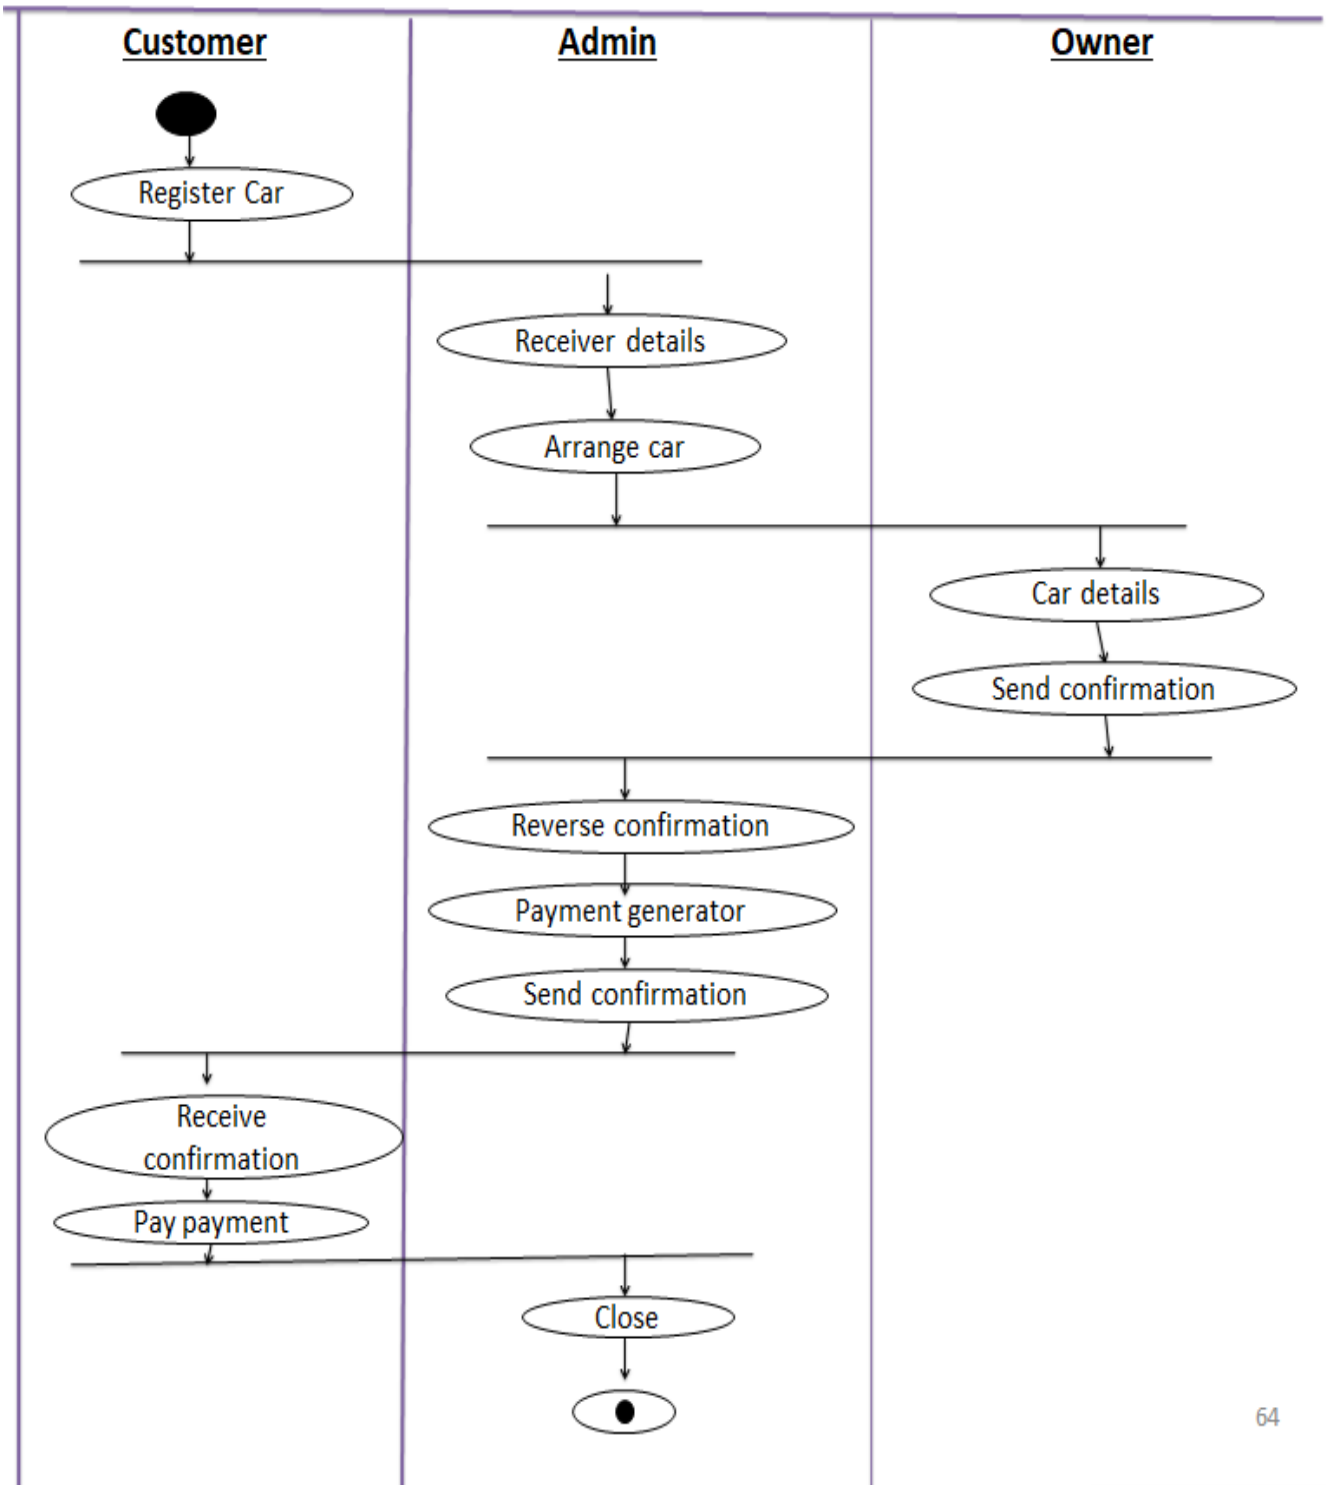 Customer
Admin
Owner
Register Car
Receiver details
Arrange car
Car details
Send confirmation
Reverse confirmation
Payment generator
Send confirmation
Receive
confirmation
Pay payment
Close
64